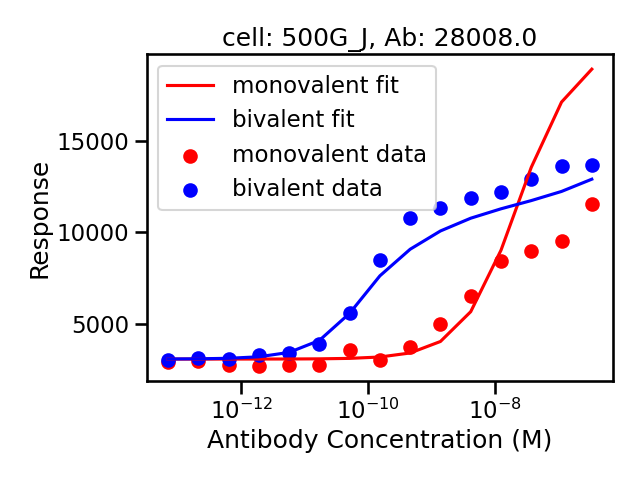 cell: 500G_J, Ab: 28008.0
monovalent fit
bivalent fit
monovalent data
bivalent data
Response
15000
10000
5000
10⁻¹² 10⁻¹⁰ 10⁻⁸
Antibody Concentration (M)